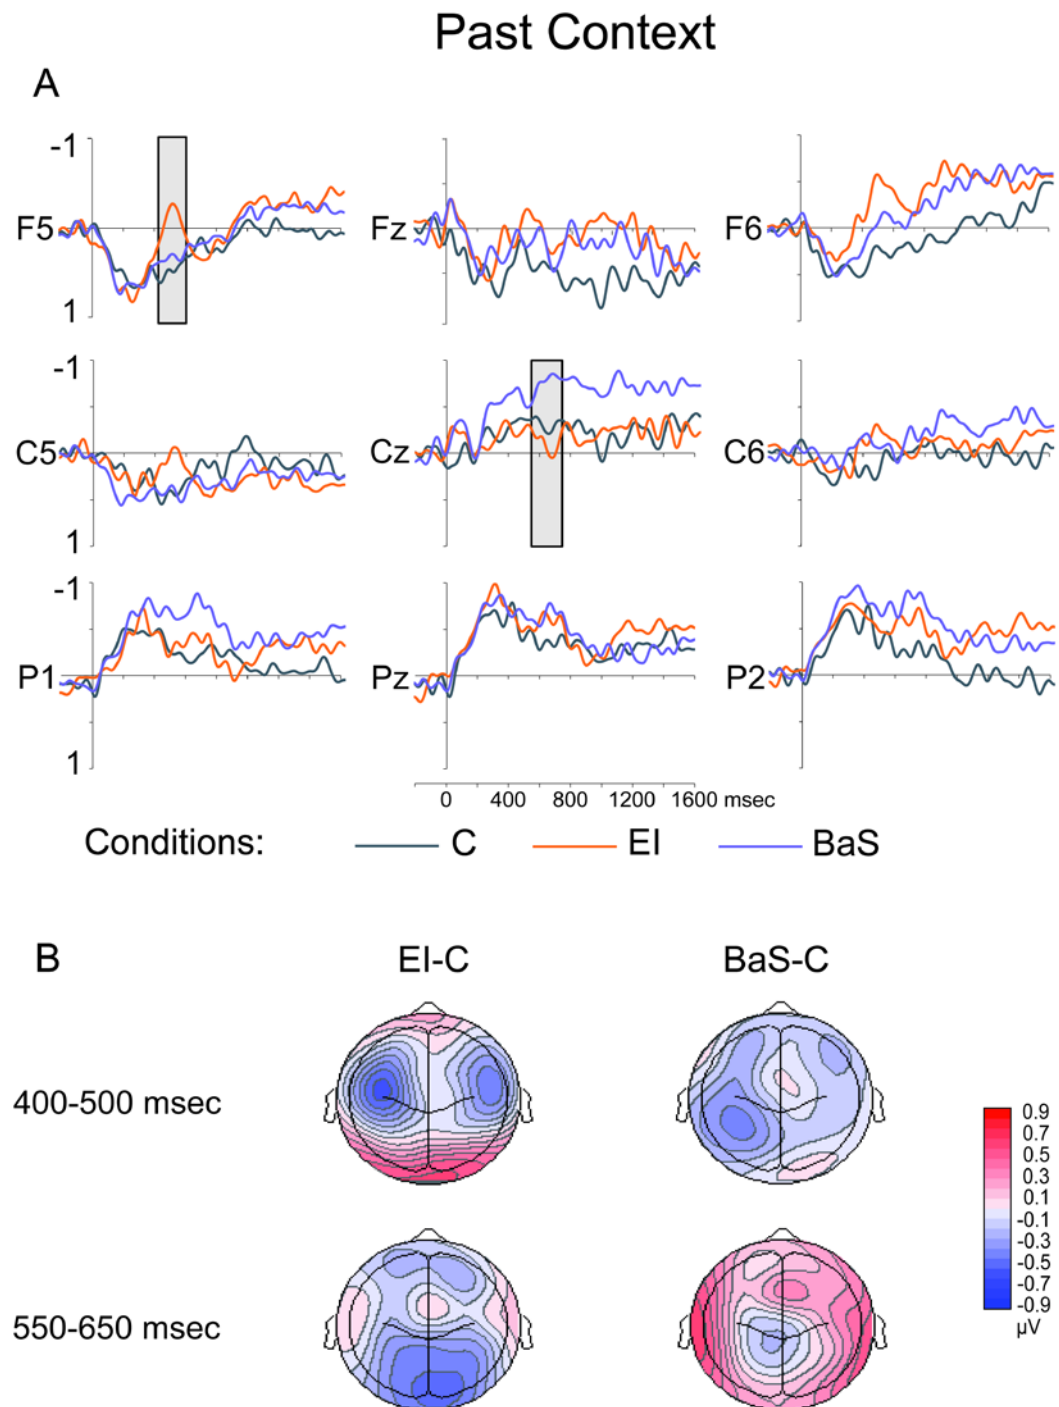 Past Context
A
-1
F5 Fz F6
1
-1
C5 Cz C6
1
-1
P1 Pz P2
1
0 400 800 1200 1600 msec
Conditions: C EI BaS
B EI-C BaS-C
400-500 msec
0.9
0.7
0.5
0.3
0.1
-0.1
-0.3
-0.5
-0.7
-0.9
µV
550-650 msec